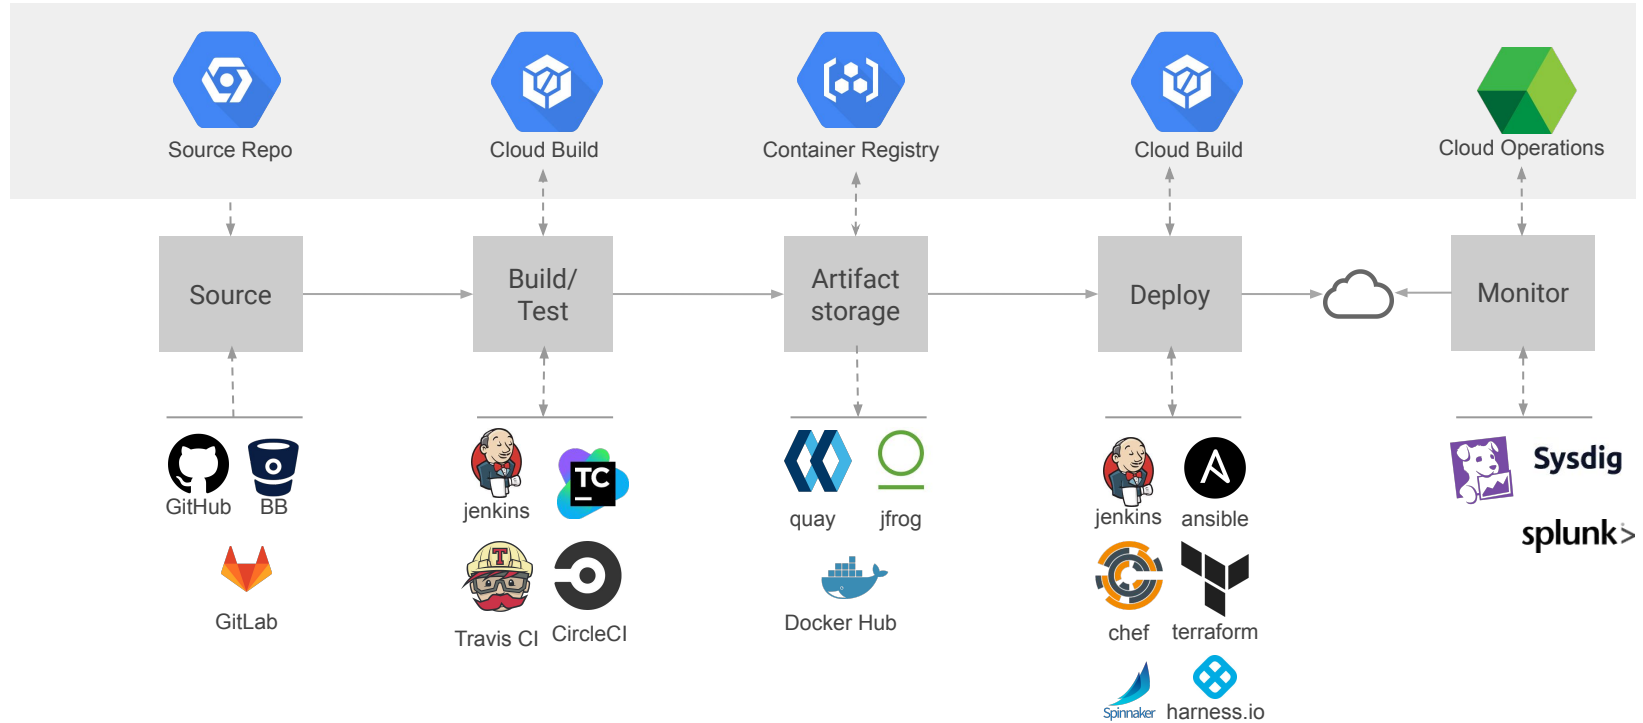 Source Repo
Cloud Build
Container Registry
Cloud Build
Cloud Operations
Source
Build/
Test
Artifact
storage
Deploy
Monitor
GitHub
BB
GitLab
jenkins
TC
T
Travis CI
CircleCI
quay
jfrog
Docker Hub
jenkins
ansible
chef
terraform
Spinnaker
harness.io
Sysdig
splunk>